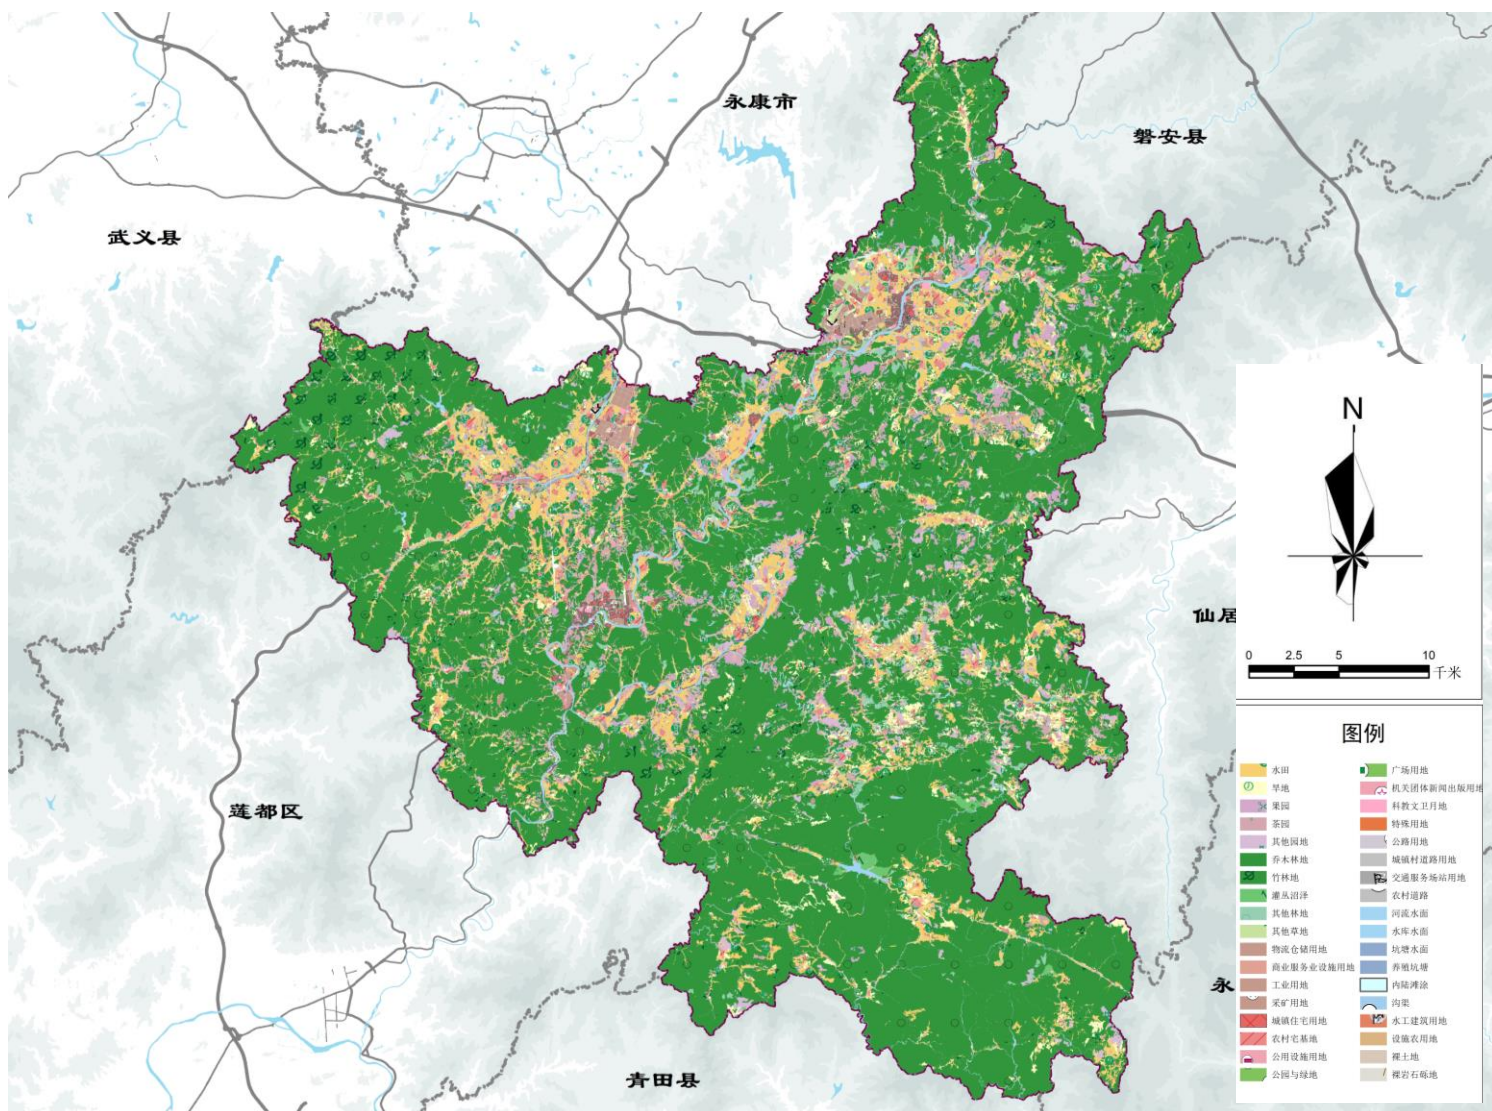 永康市
磐安县
武义县
仙居
莲都区
永
青田县
N
0 2.5 5 10
千米
图例
水田
旱地
果园
茶园
其他园地
乔木林地
竹林地
灌丛沼泽
其他林地
其他草地
物流仓储用地
商业服务业设施用地
工业用地
采矿用地
城镇住宅用地
农村宅基地
公用设施用地
公园与绿地
广场用地
机关团体新闻出版用地
科教文卫用地
特殊用地
公路用地
城镇村道路用地
交通服务场站用地
农村道路
河流水面
水库水面
坑塘水面
养殖坑塘
内陆滩涂
沟渠
水工建筑用地
设施农用地
裸土地
裸岩石砾地